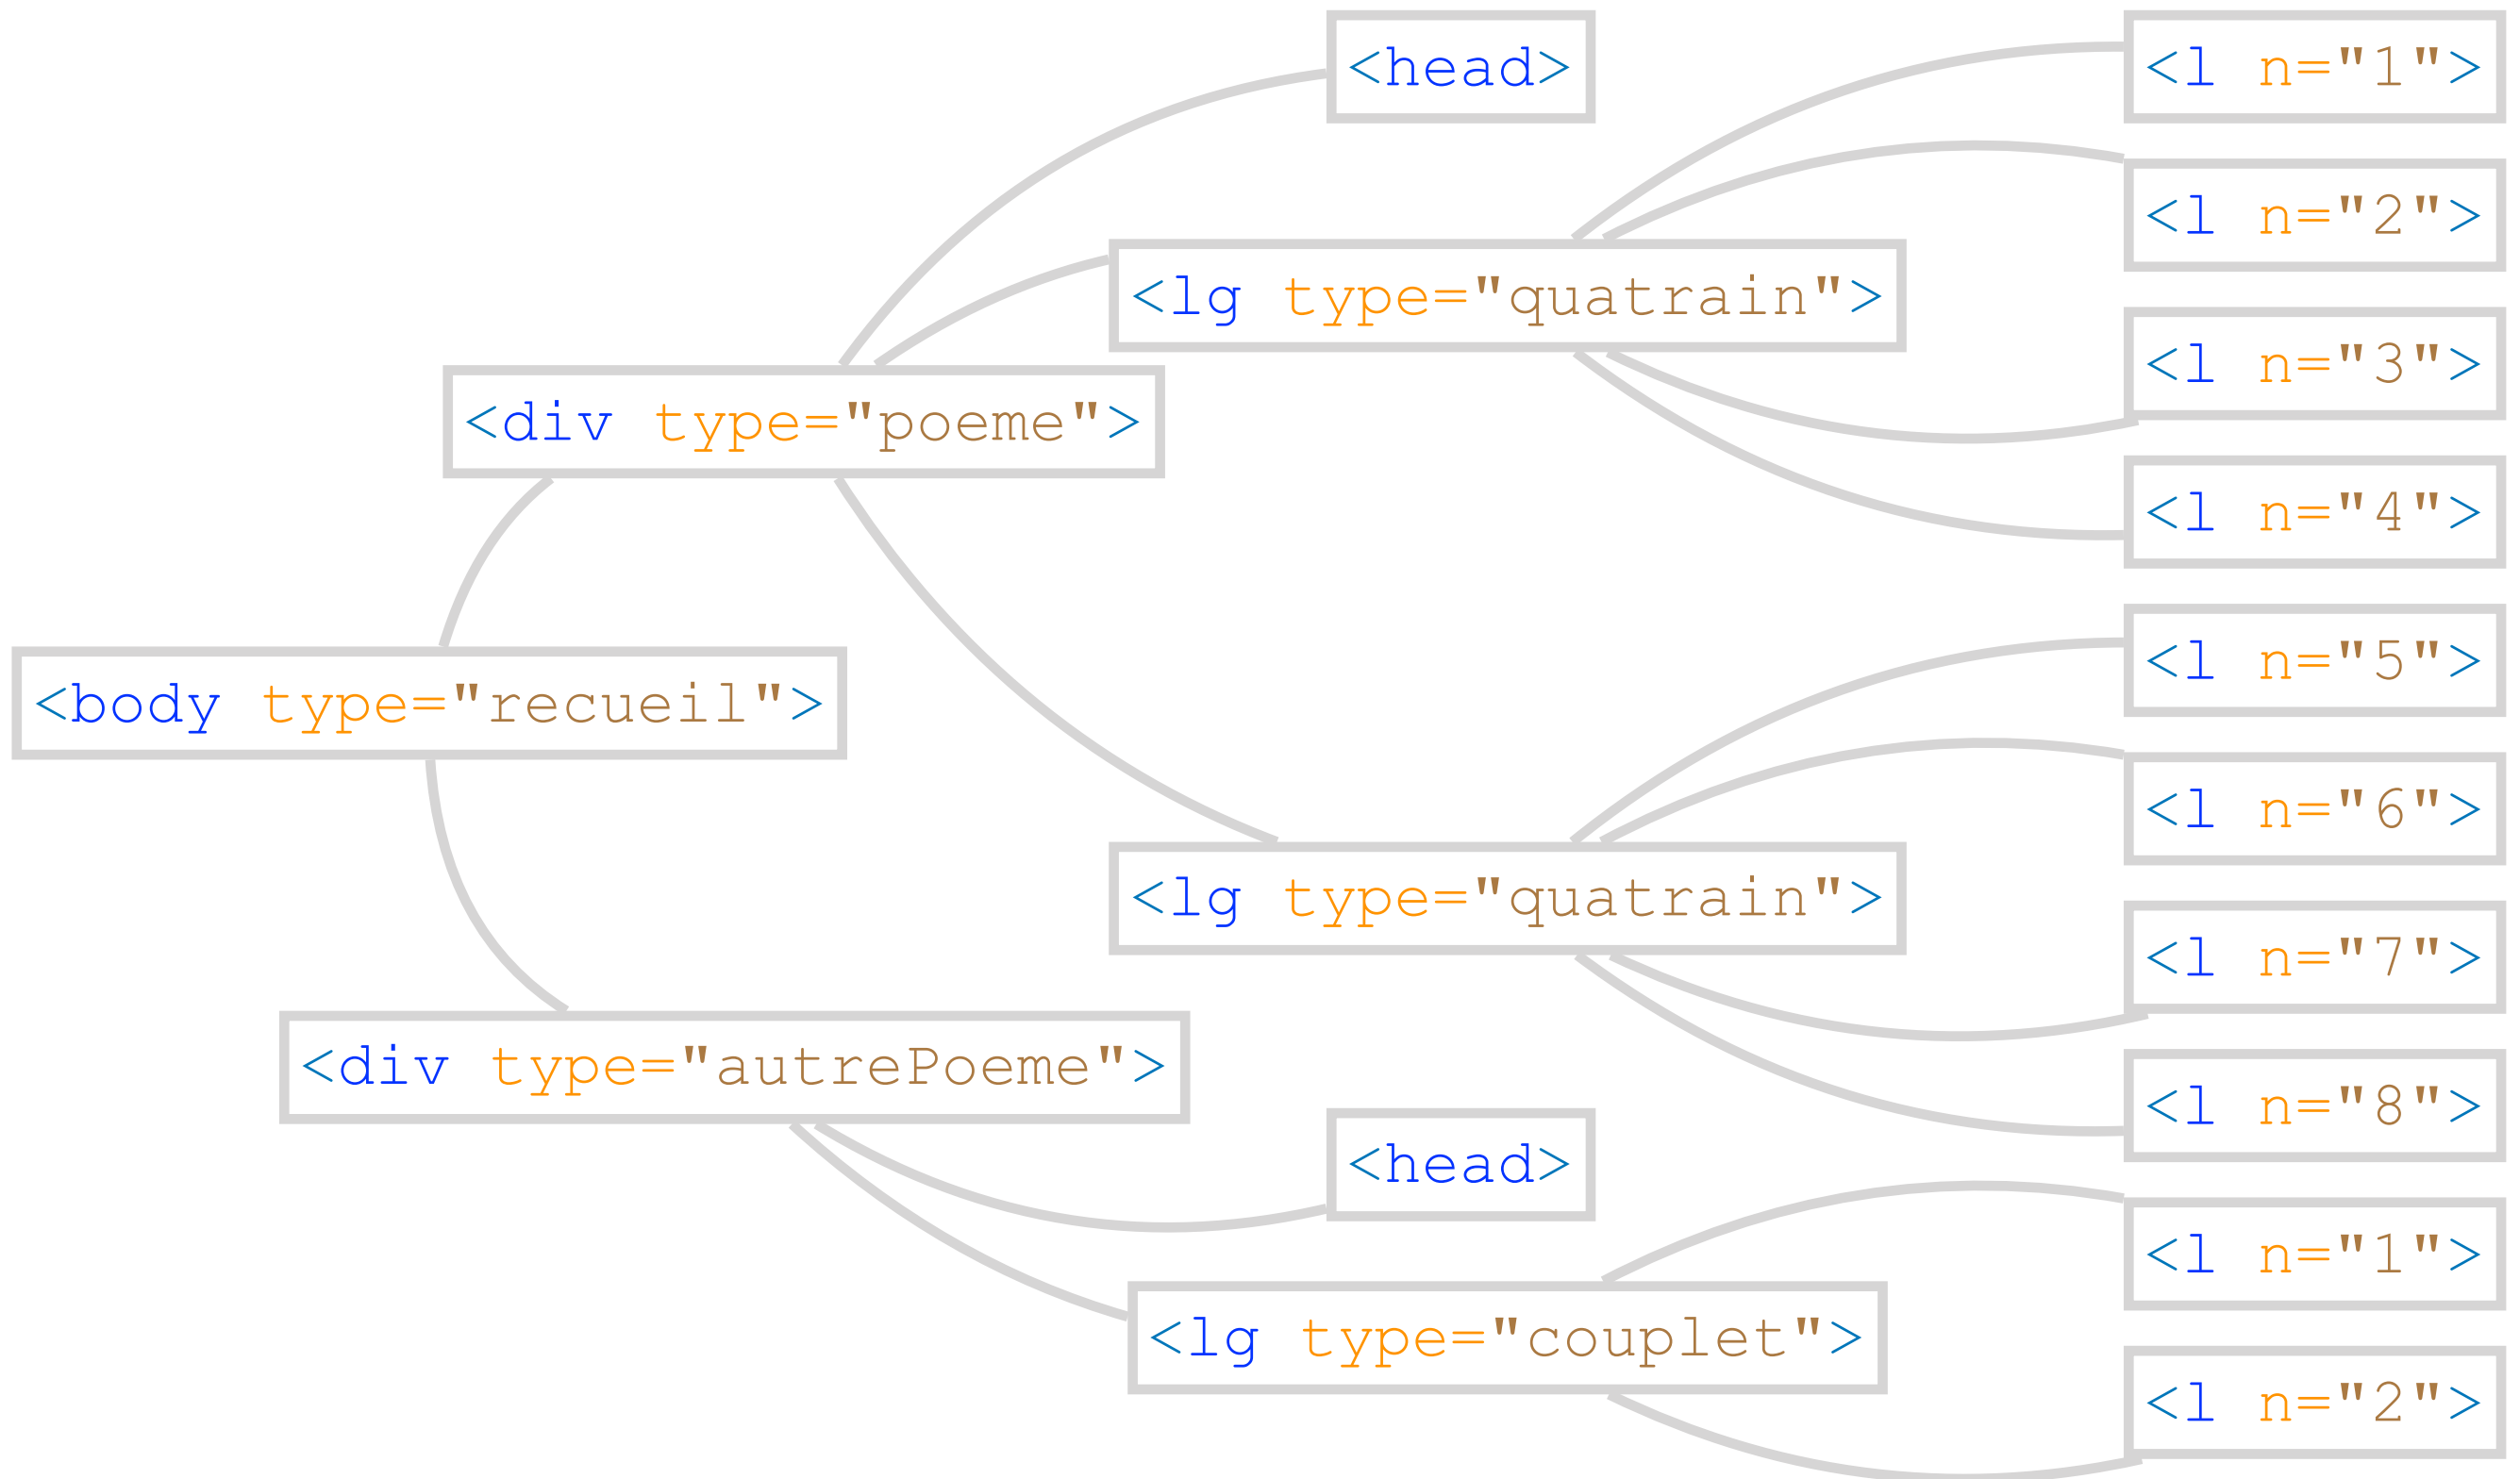 <head>
<l n="1">
<l n="2">
<lg type="quatrain">
<l n="3">
<div type="poeme">
<l n="4">
<l n="5">
<body type="recueil">
<l n="6">
<lg type="quatrain">
<l n="7">
<div type="autrePoeme">
<l n="8">
<head>
<l n="1">
<lg type="couplet">
<l n="2">